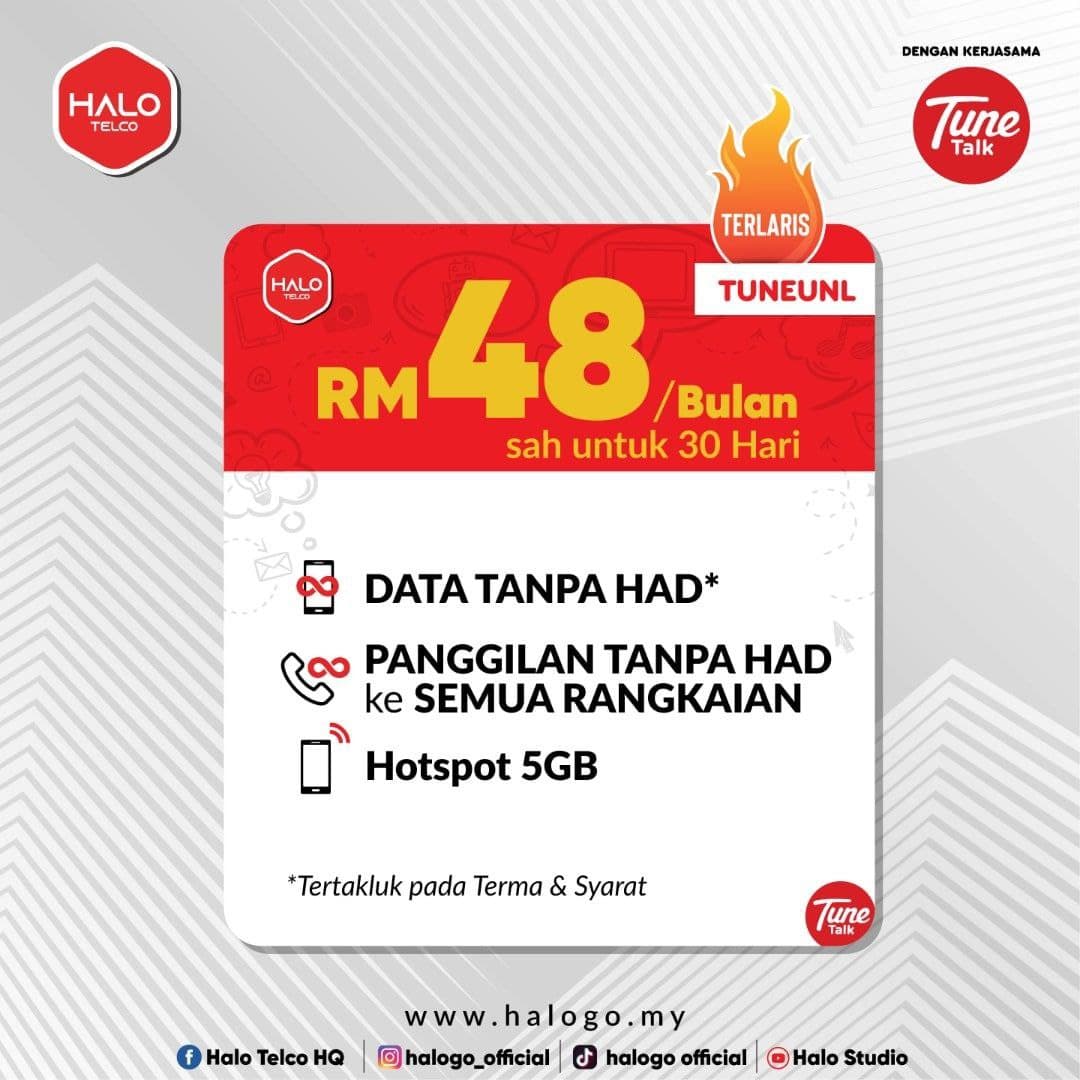 HALO
TELCO
DENGAN KERJASAMA
Tune
Talk
TERLARIS
HALO
TELCO
TUNEUNL
RM48/Bulan
sah untuk 30 Hari
DATA TANPA HAD*
PANGGILAN TANPA HAD
ke SEMUA RANGKAIAN
Hotspot 5GB
*Tertakluk pada Terma & Syarat
Tune
Talk
www.halogo.my
Halo Telco HQ | halogo_official | halogo official | Halo Studio